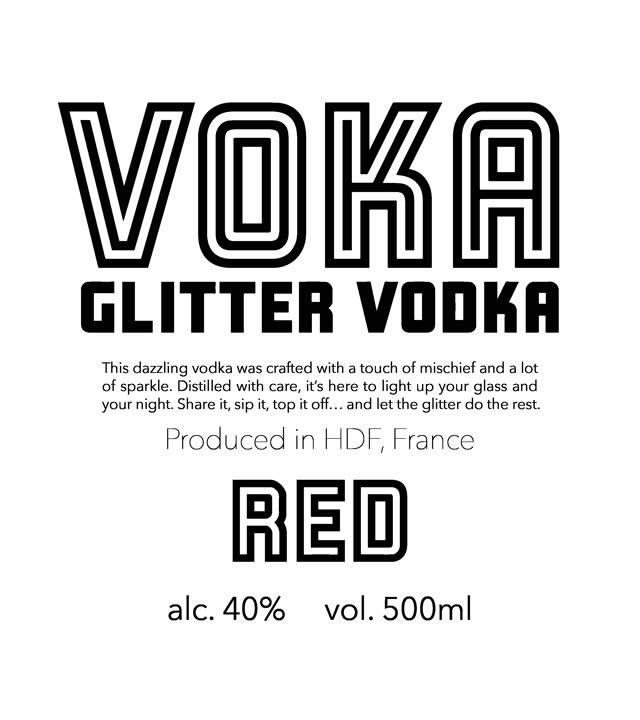 VOKA
GLITTER VODKA
This dazzling vodka was crafted with a touch of mischief and a lot
of sparkle. Distilled with care, it’s here to light up your glass and
your night. Share it, sip it, top it off… and let the glitter do the rest.
Produced in HDF, France
RED
alc. 40% vol. 500ml